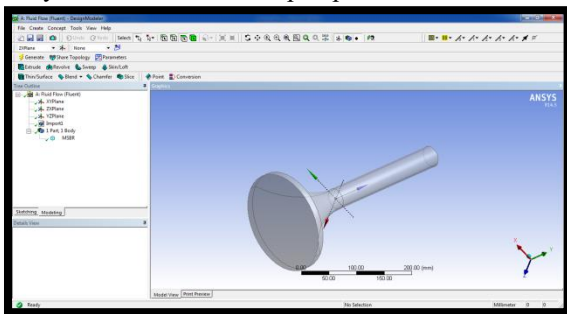 A: Fluid Flow (Fluent) - DesignModeler
File Create Concept Tools View Help
Undo Redo Select:
ZXPlane None
Generate Share Topology Parameters
Extrude Revolve Sweep Skin/Loft
Thin/Surface Blend Chamfer Slice Point Conversion
Tree Outline
Graphics
A: Fluid Flow (Fluent)
XYPlane
ZXPlane
YZPlane
Import1
1 Part, 1 Body
MSBR
ANSYS
Sketching Modeling
Details View
0.00 100.00 200.00 (mm)
50.00 150.00
Model View Print Preview
Ready No Selection Millimeter 0 0